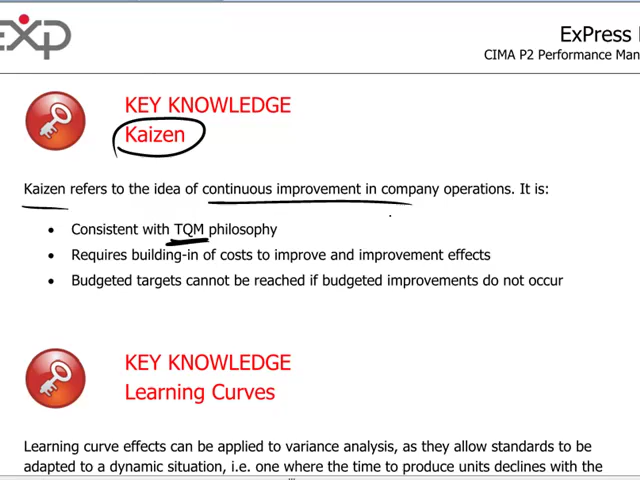 exp
ExPress
CIMA P2 Performance Man
KEY KNOWLEDGE
Kaizen
Kaizen refers to the idea of continuous improvement in company operations. It is:
• Consistent with TQM philosophy
• Requires building-in of costs to improve and improvement effects
• Budgeted targets cannot be reached if budgeted improvements do not occur
KEY KNOWLEDGE
Learning Curves
Learning curve effects can be applied to variance analysis, as they allow standards to be
adapted to a dynamic situation, i.e. one where the time to produce units declines with the